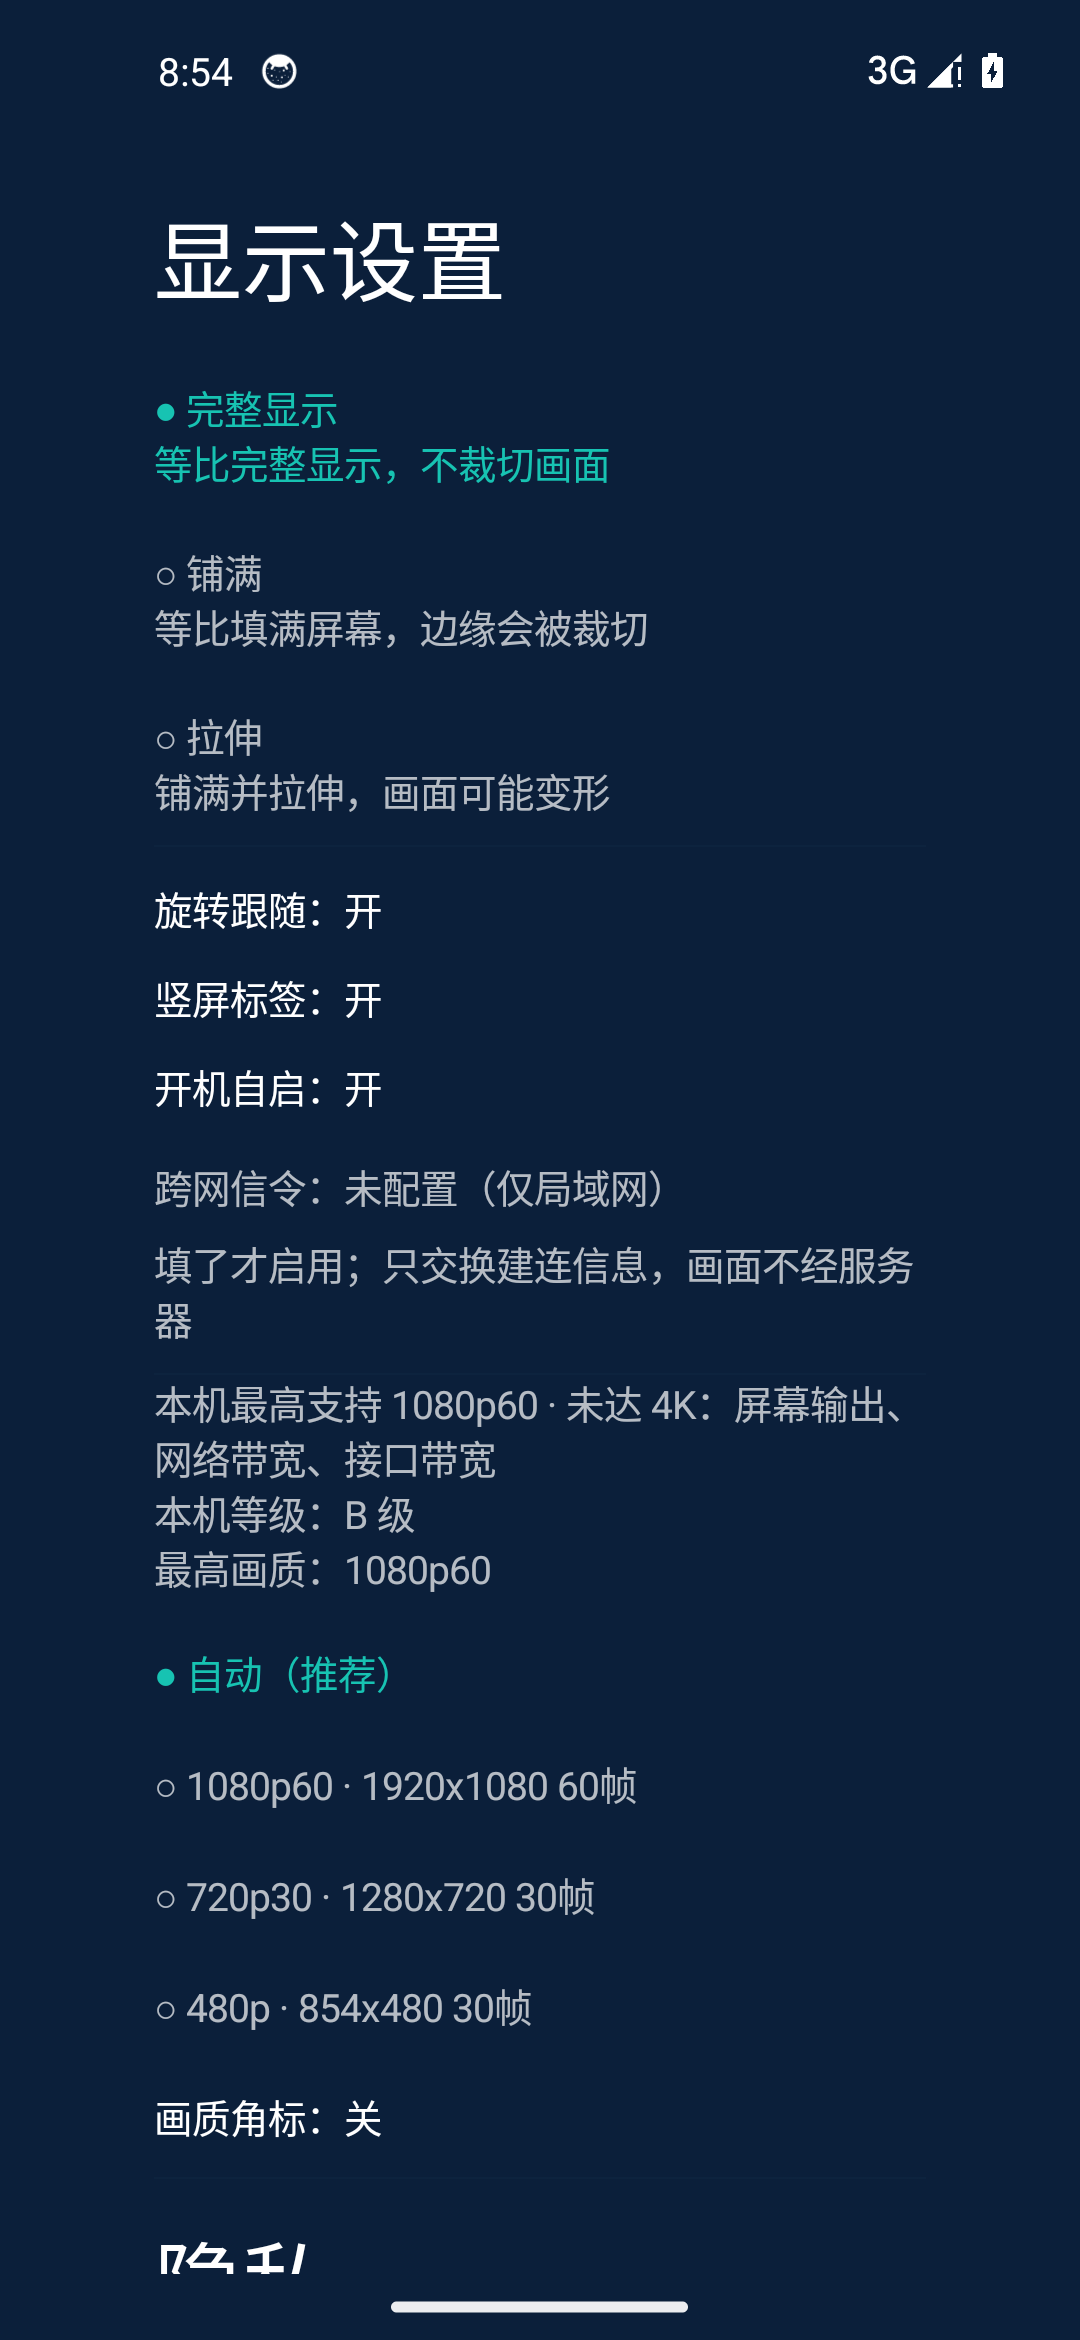 8:54
3G
显示设置
● 完整显示
等比完整显示，不裁切画面
○ 铺满
等比填满屏幕，边缘会被裁切
○ 拉伸
铺满并拉伸，画面可能变形
旋转跟随：开
竖屏标签：开
开机自启：开
跨网信令：未配置（仅局域网）
填了才启用；只交换建连信息，画面不经服务
器
本机最高支持 1080p60 · 未达 4K：屏幕输出、
网络带宽、接口带宽
本机等级：B 级
最高画质：1080p60
● 自动（推荐）
○ 1080p60 · 1920x1080 60帧
○ 720p30 · 1280x720 30帧
○ 480p · 854x480 30帧
画质角标：关
隐私